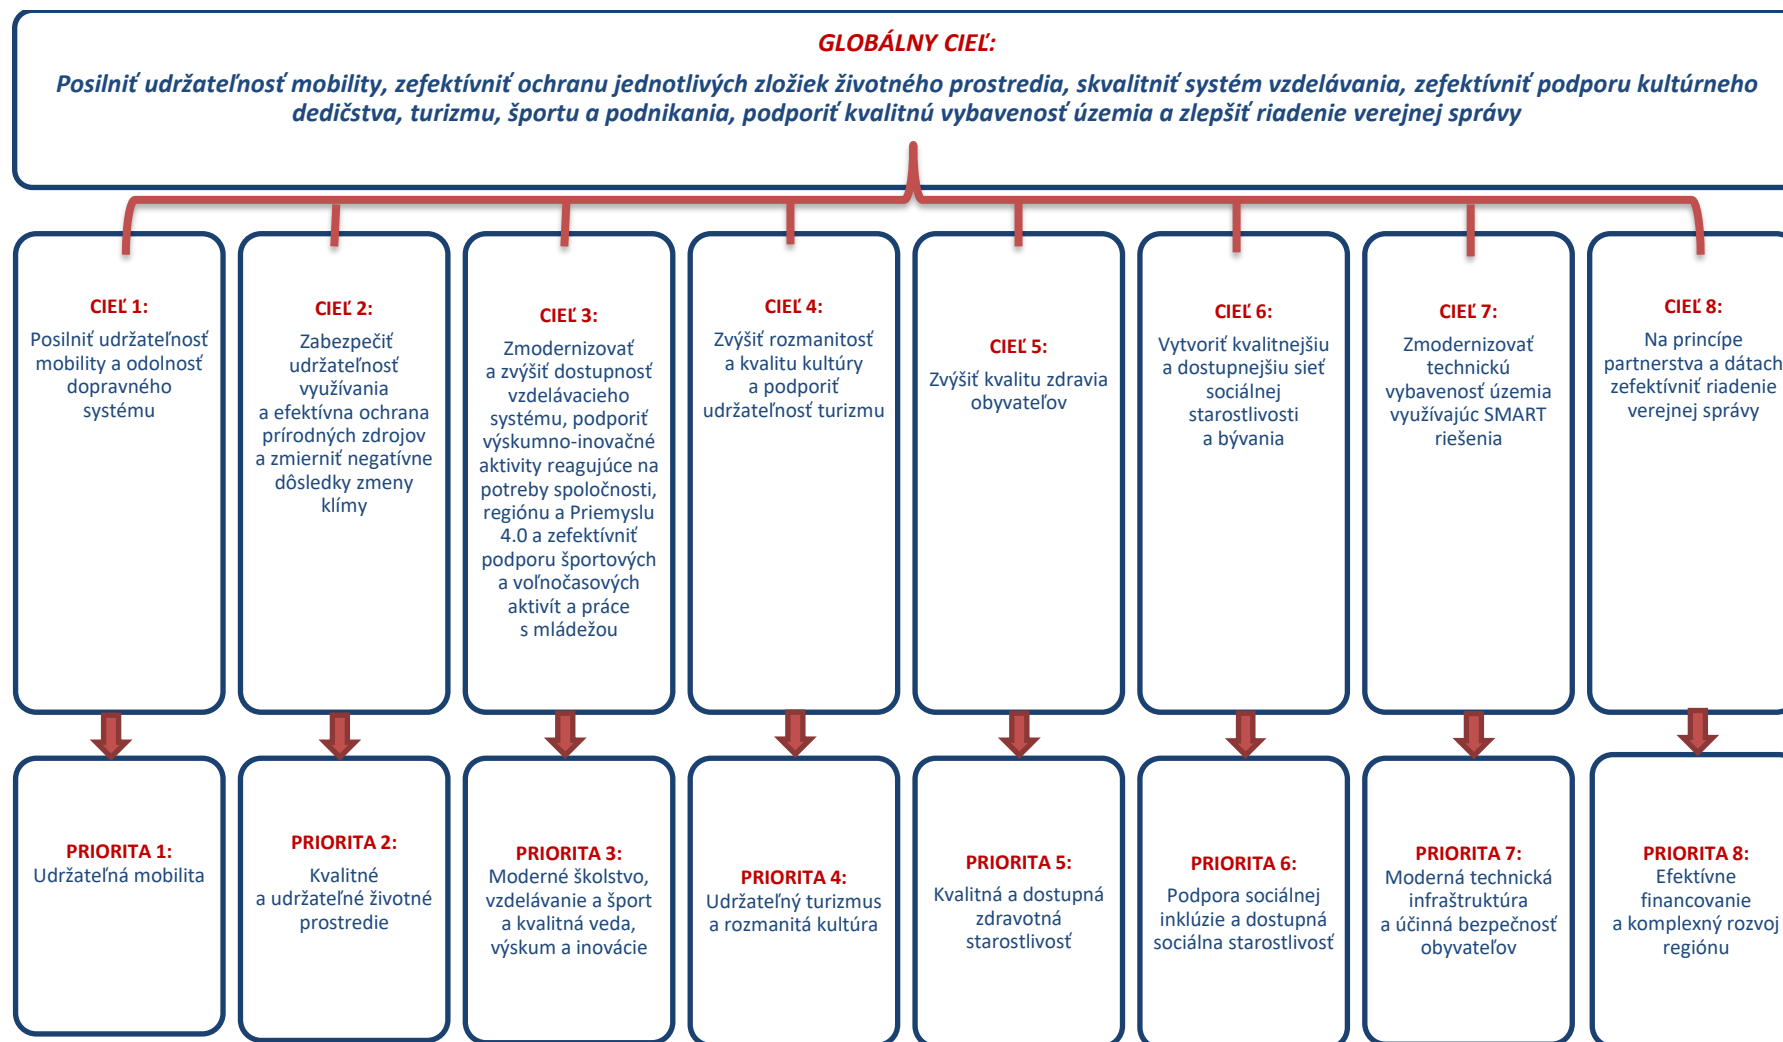 GLOBÁLNY CIEĽ:
Posilniť udržateľnosť mobility, zefektívniť ochranu jednotlivých zložiek životného prostredia, skvalitniť systém vzdelávania, zefektívniť podporu kultúrneho
dedičstva, turizmu, športu a podnikania, podporiť kvalitnú vybavenosť územia a zlepšiť riadenie verejnej správy
CIEĽ 1:
Posilniť udržateľnosť
mobility a odolnosť
dopravného
systému
CIEĽ 2:
Zabezpečiť
udržateľnosť
využívania
a efektívna ochrana
prírodných zdrojov
a zmierniť negatívne
dôsledky zmeny
klímy
CIEĽ 3:
Zmodernizovať
a zvýšiť dostupnosť
vzdelávacieho
systému, podporiť
výskumno-inovačné
aktivity reagujúce na
potreby spoločnosti,
regiónu a Priemyslu
4.0 a zefektívniť
podporu športových
a voľnočasových
aktivít a práce
s mládežou
CIEĽ 4:
Zvýšiť rozmanitosť
a kvalitu kultúry
a podporiť
udržateľnosť turizmu
CIEĽ 5:
Zvýšiť kvalitu zdravia
obyvateľov
CIEĽ 6:
Vytvoriť kvalitnejšiu
a dostupnejšiu sieť
sociálnej
starostlivosti
a bývania
CIEĽ 7:
Zmodernizovať
technickú
vybavenosť územia
využívajúc SMART
riešenia
CIEĽ 8:
Na princípe
partnerstva a dátach
zefektívniť riadenie
verejnej správy
PRIORITA 1:
Udržateľná mobilita
PRIORITA 2:
Kvalitné
a udržateľné životné
prostredie
PRIORITA 3:
Moderné školstvo,
vzdelávanie a šport
a kvalitná veda,
výskum a inovácie
PRIORITA 4:
Udržateľný turizmus
a rozmanitá kultúra
PRIORITA 5:
Kvalitná a dostupná
zdravotná
starostlivosť
PRIORITA 6:
Podpora sociálnej
inklúzie a dostupná
sociálna starostlivosť
PRIORITA 7:
Moderná technická
infraštruktúra
a účinná bezpečnosť
obyvateľov
PRIORITA 8:
Efektívne
financovanie
a komplexný rozvoj
regiónu